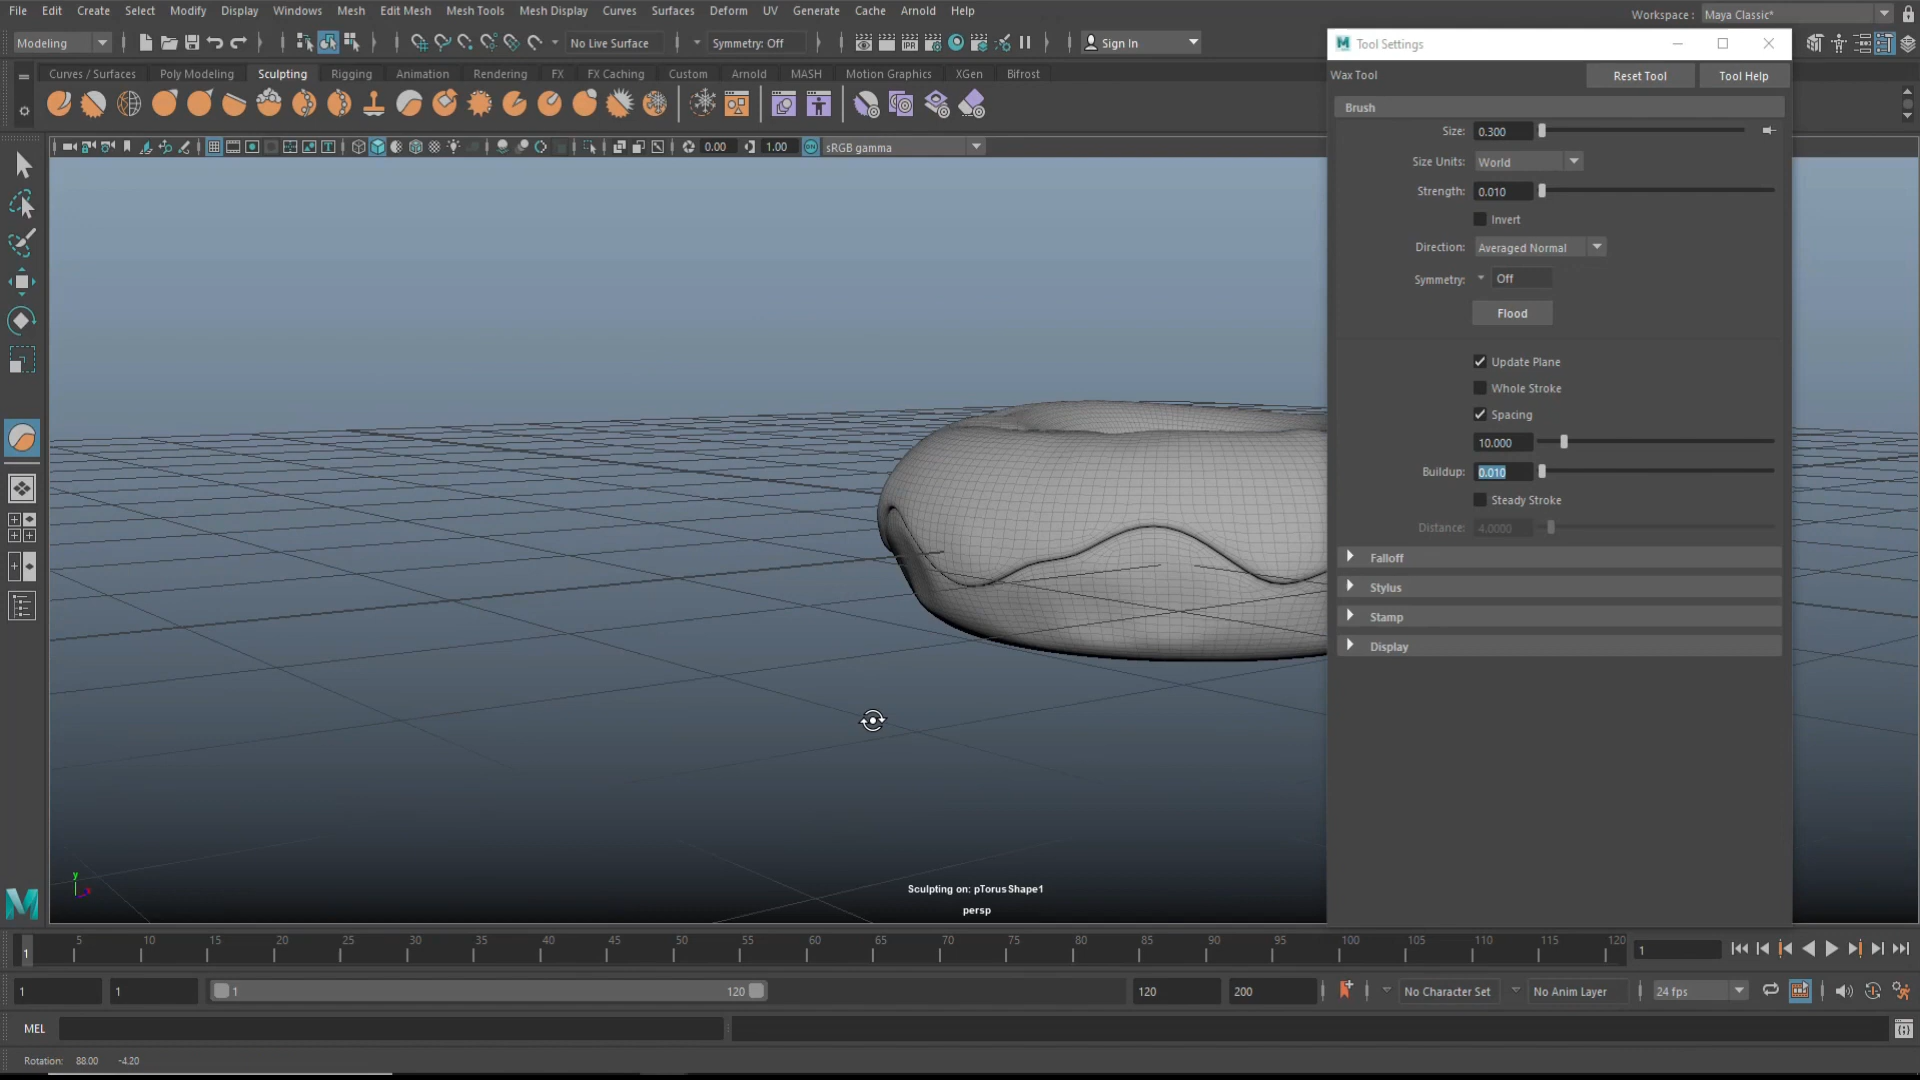 File Edit Create Select Modify Display Windows Mesh Edit Mesh Mesh Tools Mesh Display Curves Surfaces Deform UV Generate Cache Arnold Help
Workspace : Maya Classic*
Modeling
No Live Surface
Symmetry: Off
Sign In
Tool Settings
Curves / Surfaces Poly Modeling Sculpting Rigging Animation Rendering FX FX Caching Custom Arnold MASH Motion Graphics XGen Bifrost
Wax Tool
Reset Tool
Tool Help
Brush
Size: 0.300
0.00 1.00 sRGB gamma
Size Units: World
Strength: 0.010
Invert
Direction: Averaged Normal
Symmetry: Off
Flood
Update Plane
Whole Stroke
Spacing
10.000
Buildup: 0.010
Steady Stroke
Distance: 4.0000
Falloff
Stylus
Stamp
Display
y
Sculpting on: pTorusShape1
persp
5 10 15 20 25 30 35 40 45 50 55 60 65 70 75 80 85 90 95 100 105 110 115 120
1
1
1 1 1 120 120 200 No Character Set No Anim Layer 24 fps
MEL
Rotation: 88.00 -4.20